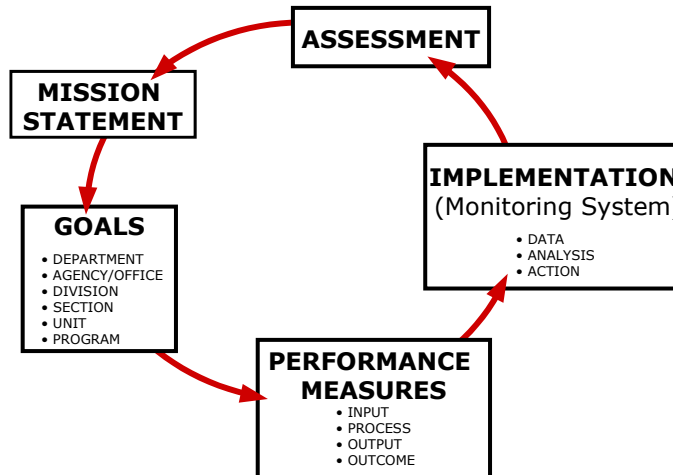 ASSESSMENT
MISSION
STATEMENT
GOALS
• DEPARTMENT
• AGENCY/OFFICE
• DIVISION
• SECTION
• UNIT
• PROGRAM
PERFORMANCE
MEASURES
• INPUT
• PROCESS
• OUTPUT
• OUTCOME
IMPLEMENTATION
(Monitoring System)
• DATA
• ANALYSIS
• ACTION